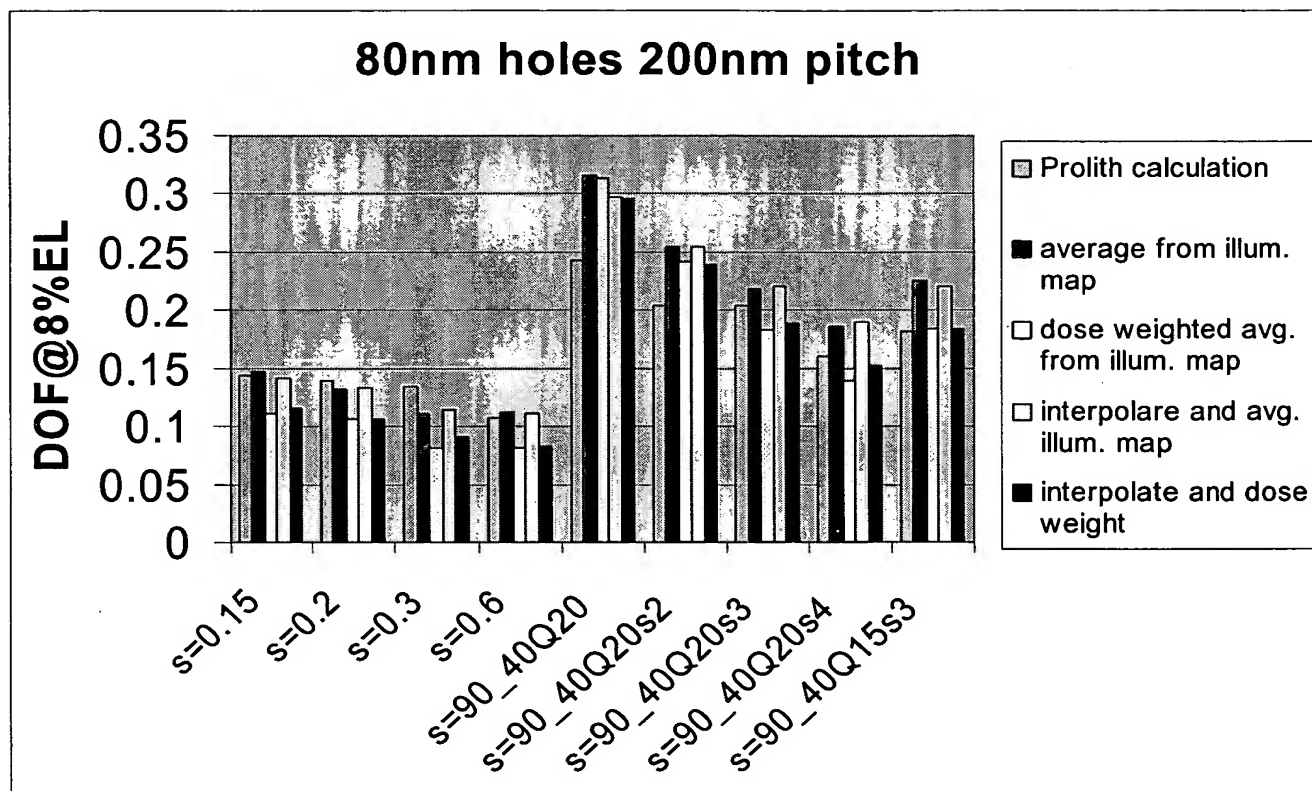 80nm holes 200nm pitch
DOF@8%EL
0.35
0.3
0.25
0.2
0.15
0.1
0.05
0
s=0.15
s=0.2
s=0.3
s=0.6
s=90_40Q20
s=90_40Q20s2
s=90_40Q20s3
s=90_40Q20s4
s=90_40Q15s3
Prolith calculation
average from illum.
map
dose weighted avg.
from illum. map
interpolare and avg.
illum. map
interpolate and dose
weight